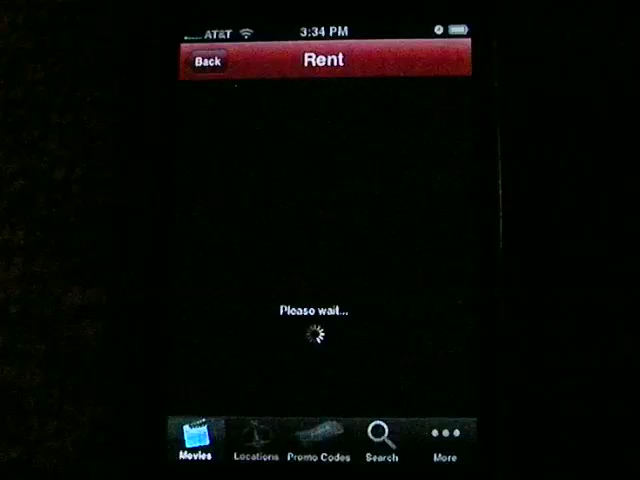 AT&T 3:34 PM
Back Rent
Please wait...
Movies Locations Promo Codes Search More